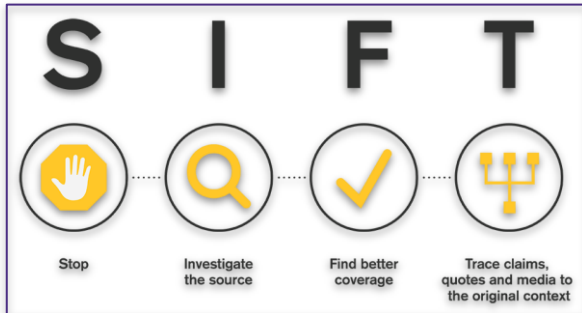 S I F T
Stop
Investigate
the source
Find better
coverage
Trace claims,
quotes and media to
the original context